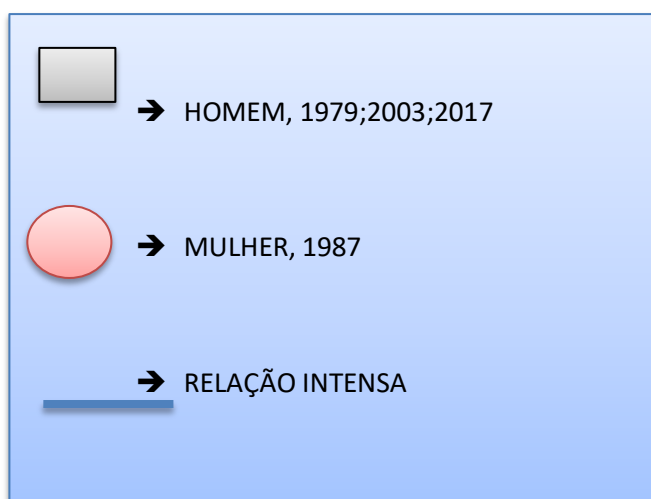 ➔ HOMEM, 1979;2003;2017
➔ MULHER, 1987
➔ RELAÇÃO INTENSA